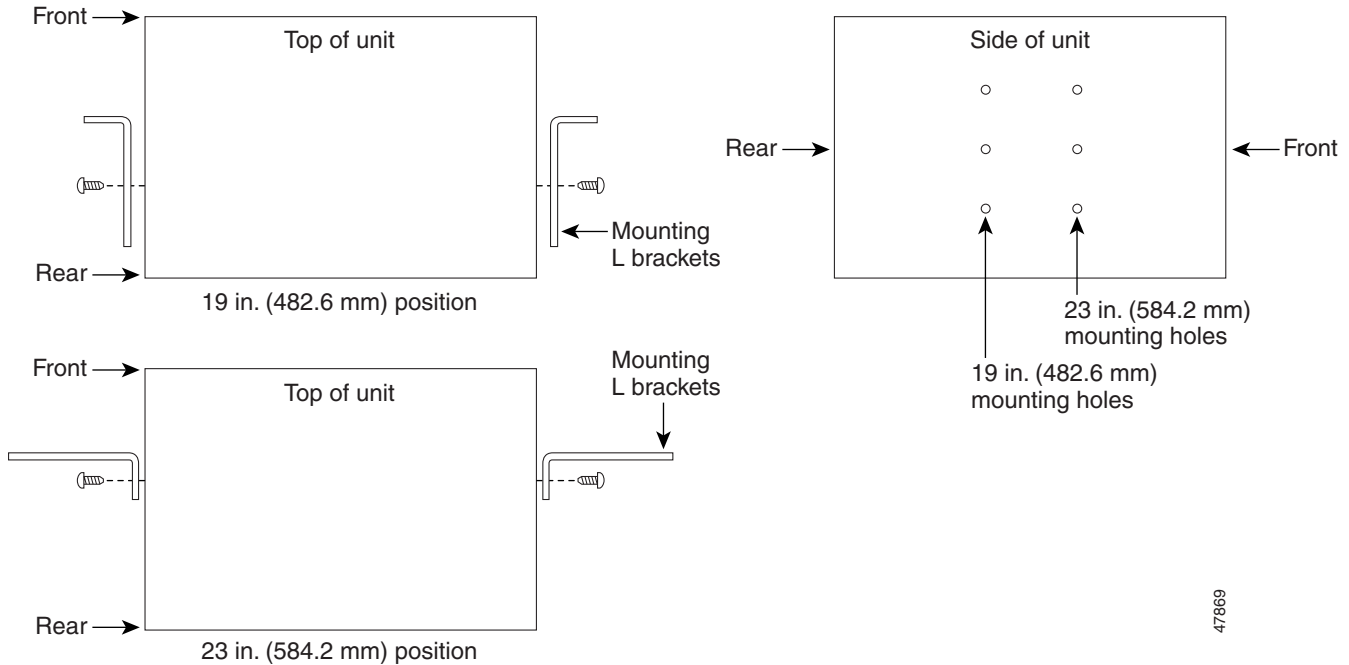 Front
Top of unit
Mounting
L brackets
Rear
19 in. (482.6 mm) position
Side of unit
Rear
Front
23 in. (584.2 mm)
mounting holes
19 in. (482.6 mm)
mounting holes
Front
Top of unit
Mounting
L brackets
Rear
23 in. (584.2 mm) position
47869